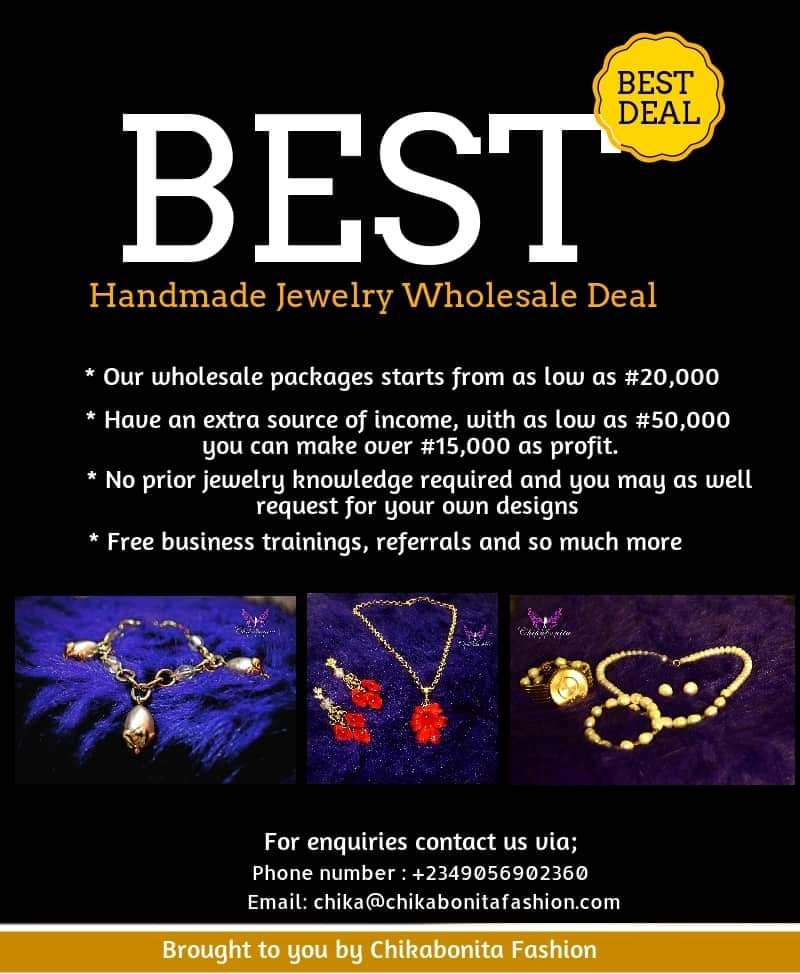 BEST
DEAL
BEST
Handmade Jewelry Wholesale Deal
* Our wholesale packages starts from as low as #20,000
* Have an extra source of income, with as low as #50,000
you can make over #15,000 as profit.
* No prior jewelry knowledge required and you may as well
request for your own designs
* Free business trainings, referrals and so much more
Chikabonita
For enquiries contact us via;
Phone number : +2349056902360
Email: chika@chikabonitafashion.com
Brought to you by Chikabonita Fashion